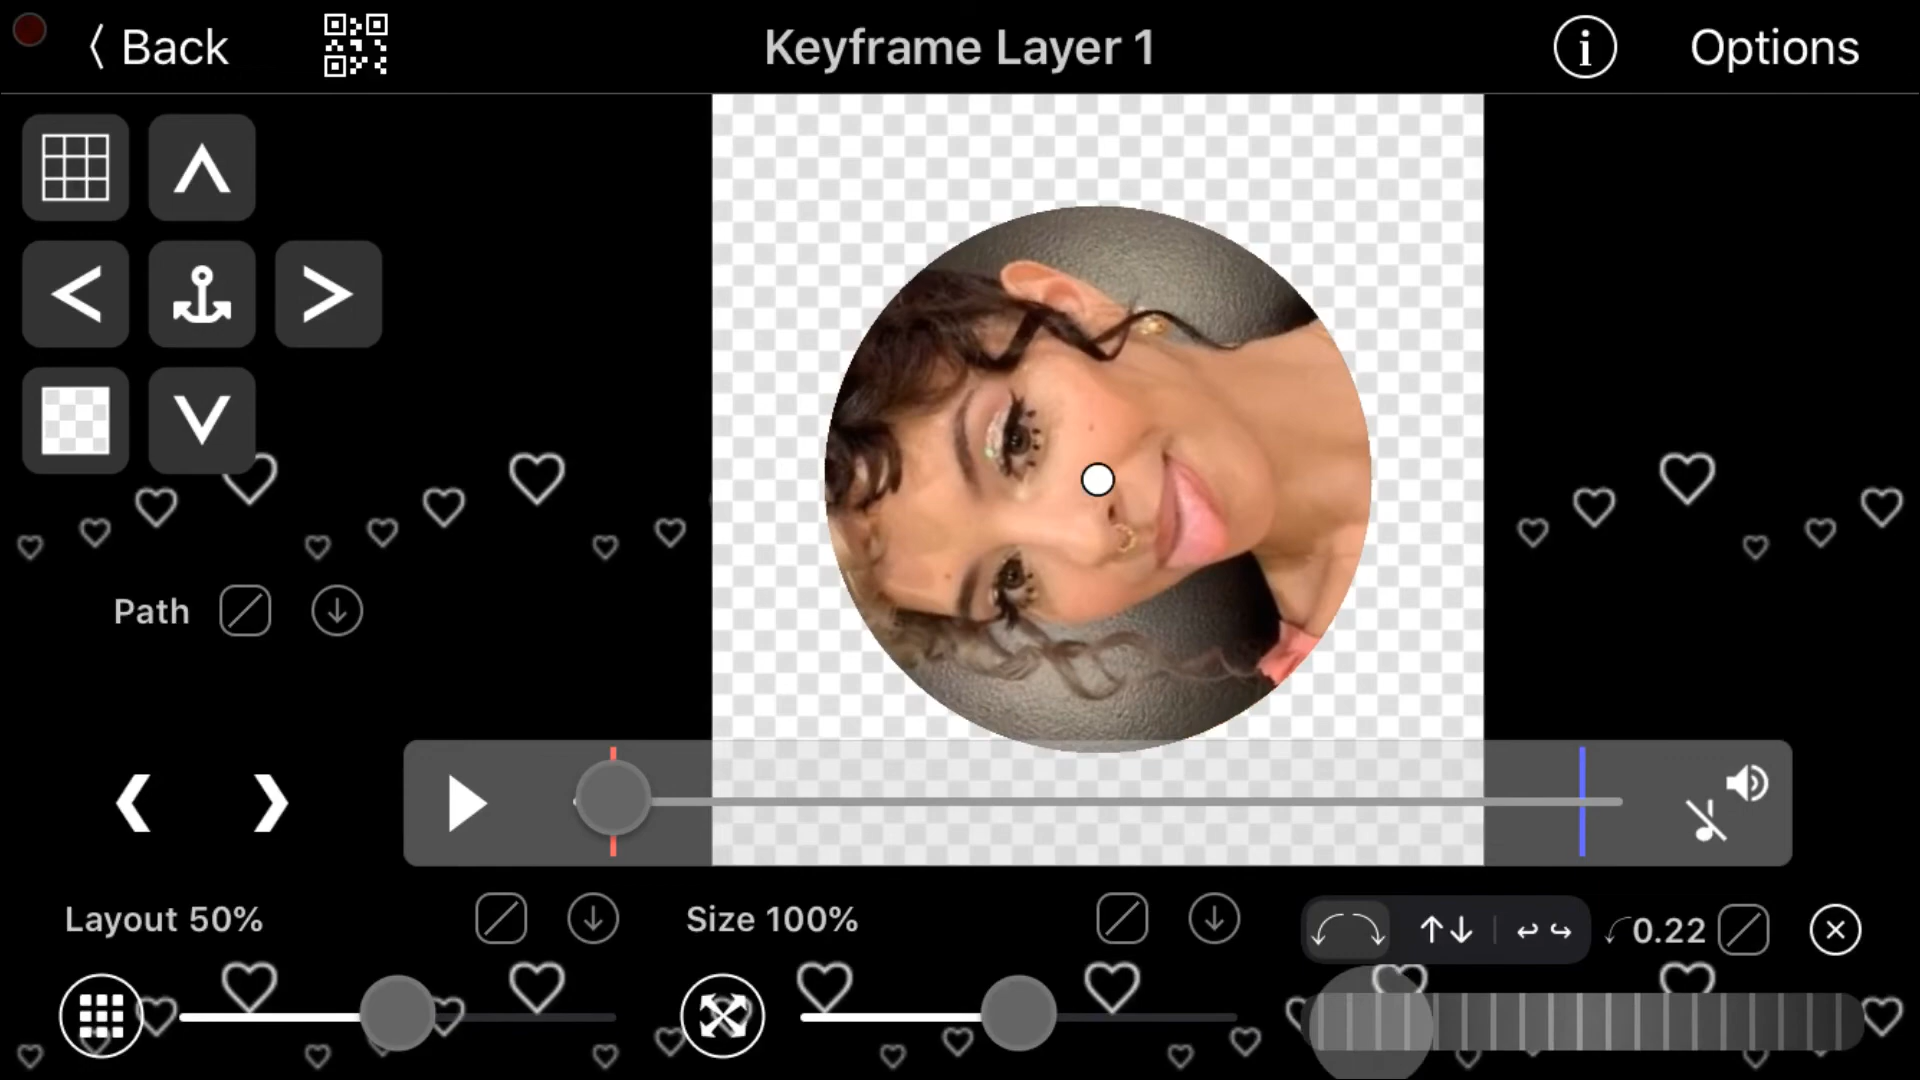 Back
Keyframe Layer 1
Options
Path
Layout 50%
Size 100%
0.22